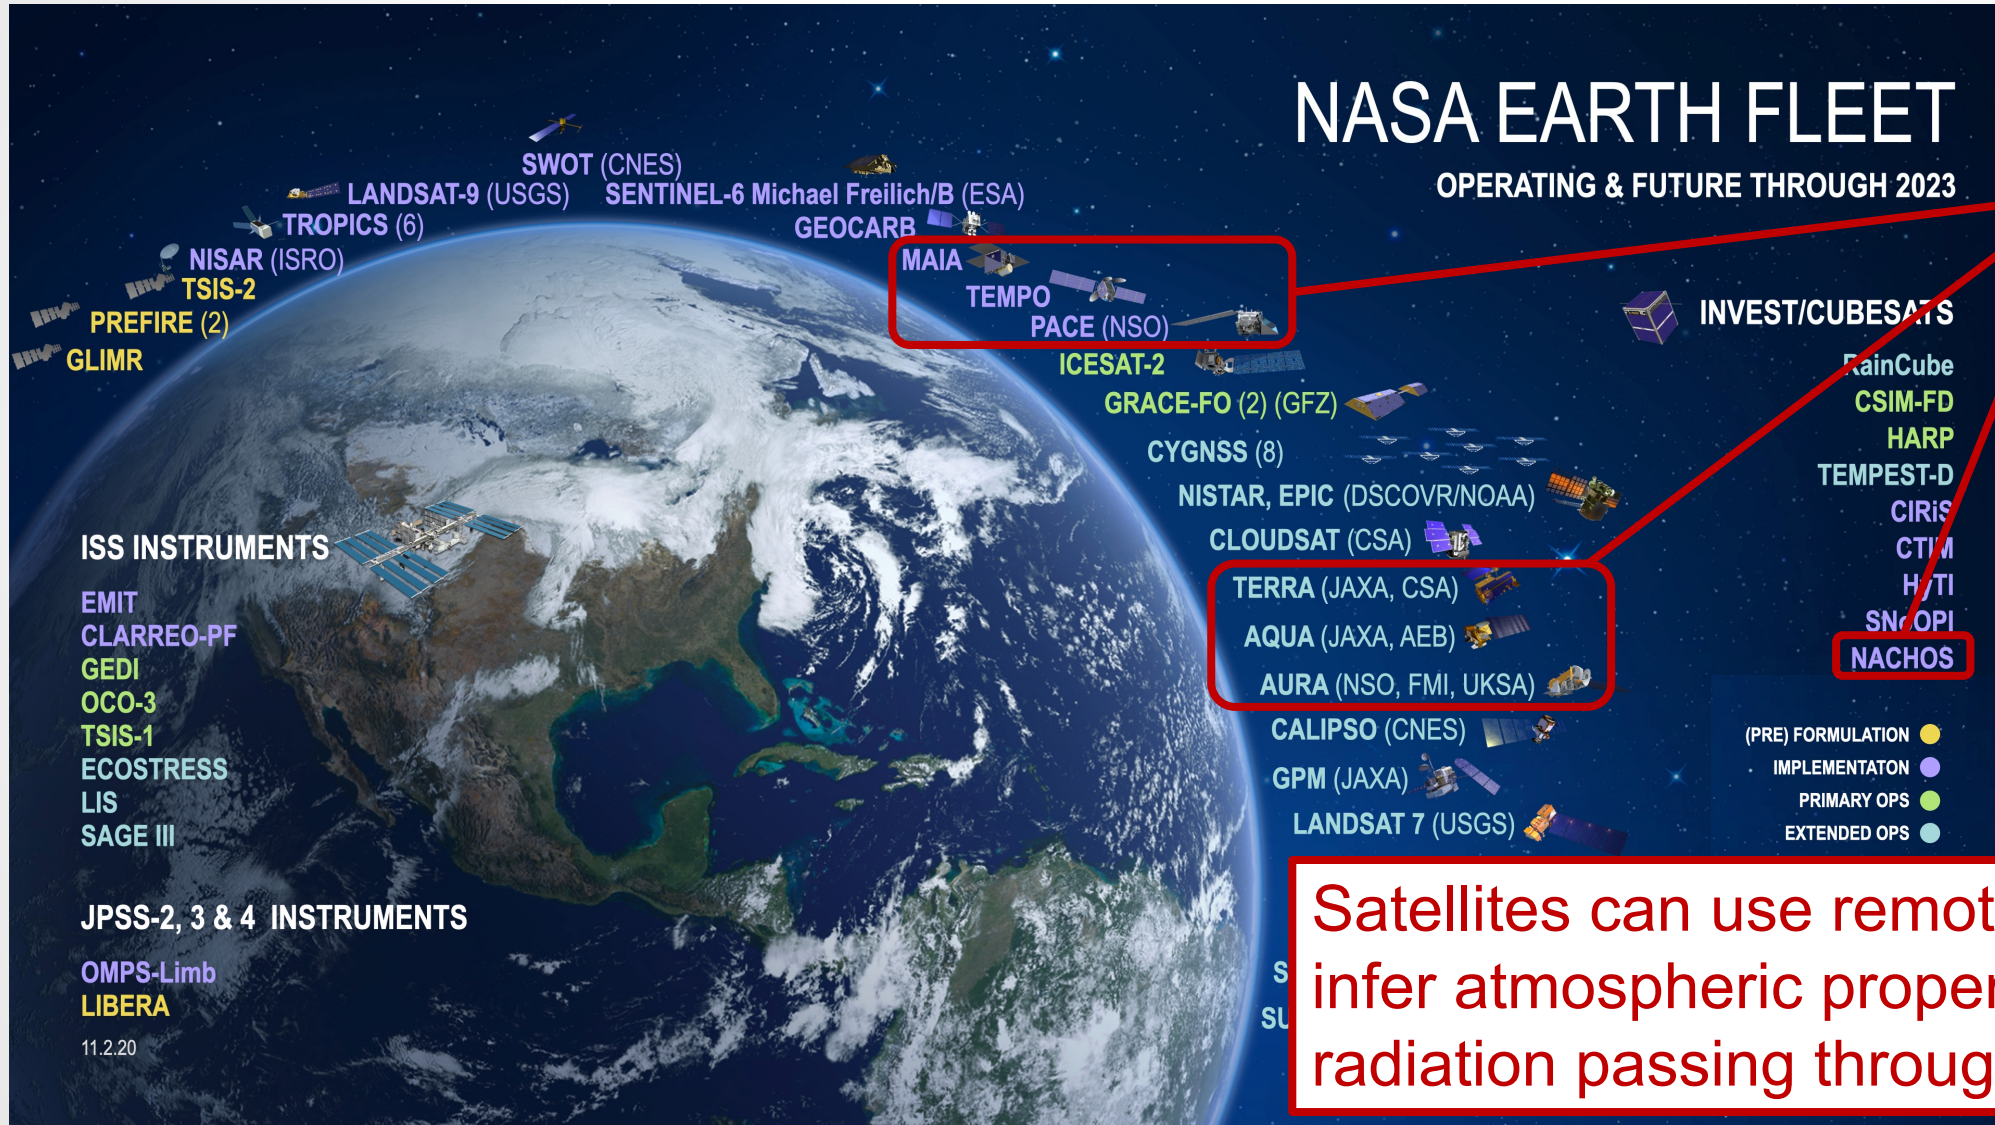 NASA EARTH FLEET
OPERATING & FUTURE THROUGH 2023
SWOT (CNES)
LANDSAT-9 (USGS)
SENTINEL-6 Michael Freilich/B (ESA)
TROPICS (6)
GEOCARB
NISAR (ISRO)
MAIA
TSIS-2
TEMPO
PREFIRE (2)
PACE (NSO)
GLIMR
ICESAT-2
GRACE-FO (2) (GFZ)
CYGNSS (8)
NISTAR, EPIC (DSCOVR/NOAA)
CLOUDSAT (CSA)
TERRA (JAXA, CSA)
AQUA (JAXA, AEB)
AURA (NSO, FMI, UKSA)
CALIPSO (CNES)
GPM (JAXA)
LANDSAT 7 (USGS)
INVEST/CUBESATS
RainCube
CSIM-FD
HARP
TEMPEST-D
CIRiS
CTIM
HyTI
SNoOPI
NACHOS
(PRE) FORMULATION
IMPLEMENTATON
PRIMARY OPS
EXTENDED OPS
ISS INSTRUMENTS
EMIT
CLARREO-PF
GEDI
OCO-3
TSIS-1
ECOSTRESS
LIS
SAGE III
JPSS-2, 3 & 4 INSTRUMENTS
OMPS-Limb
LIBERA
11.2.20
Satellites can use
infer atmospheric
radiation passing